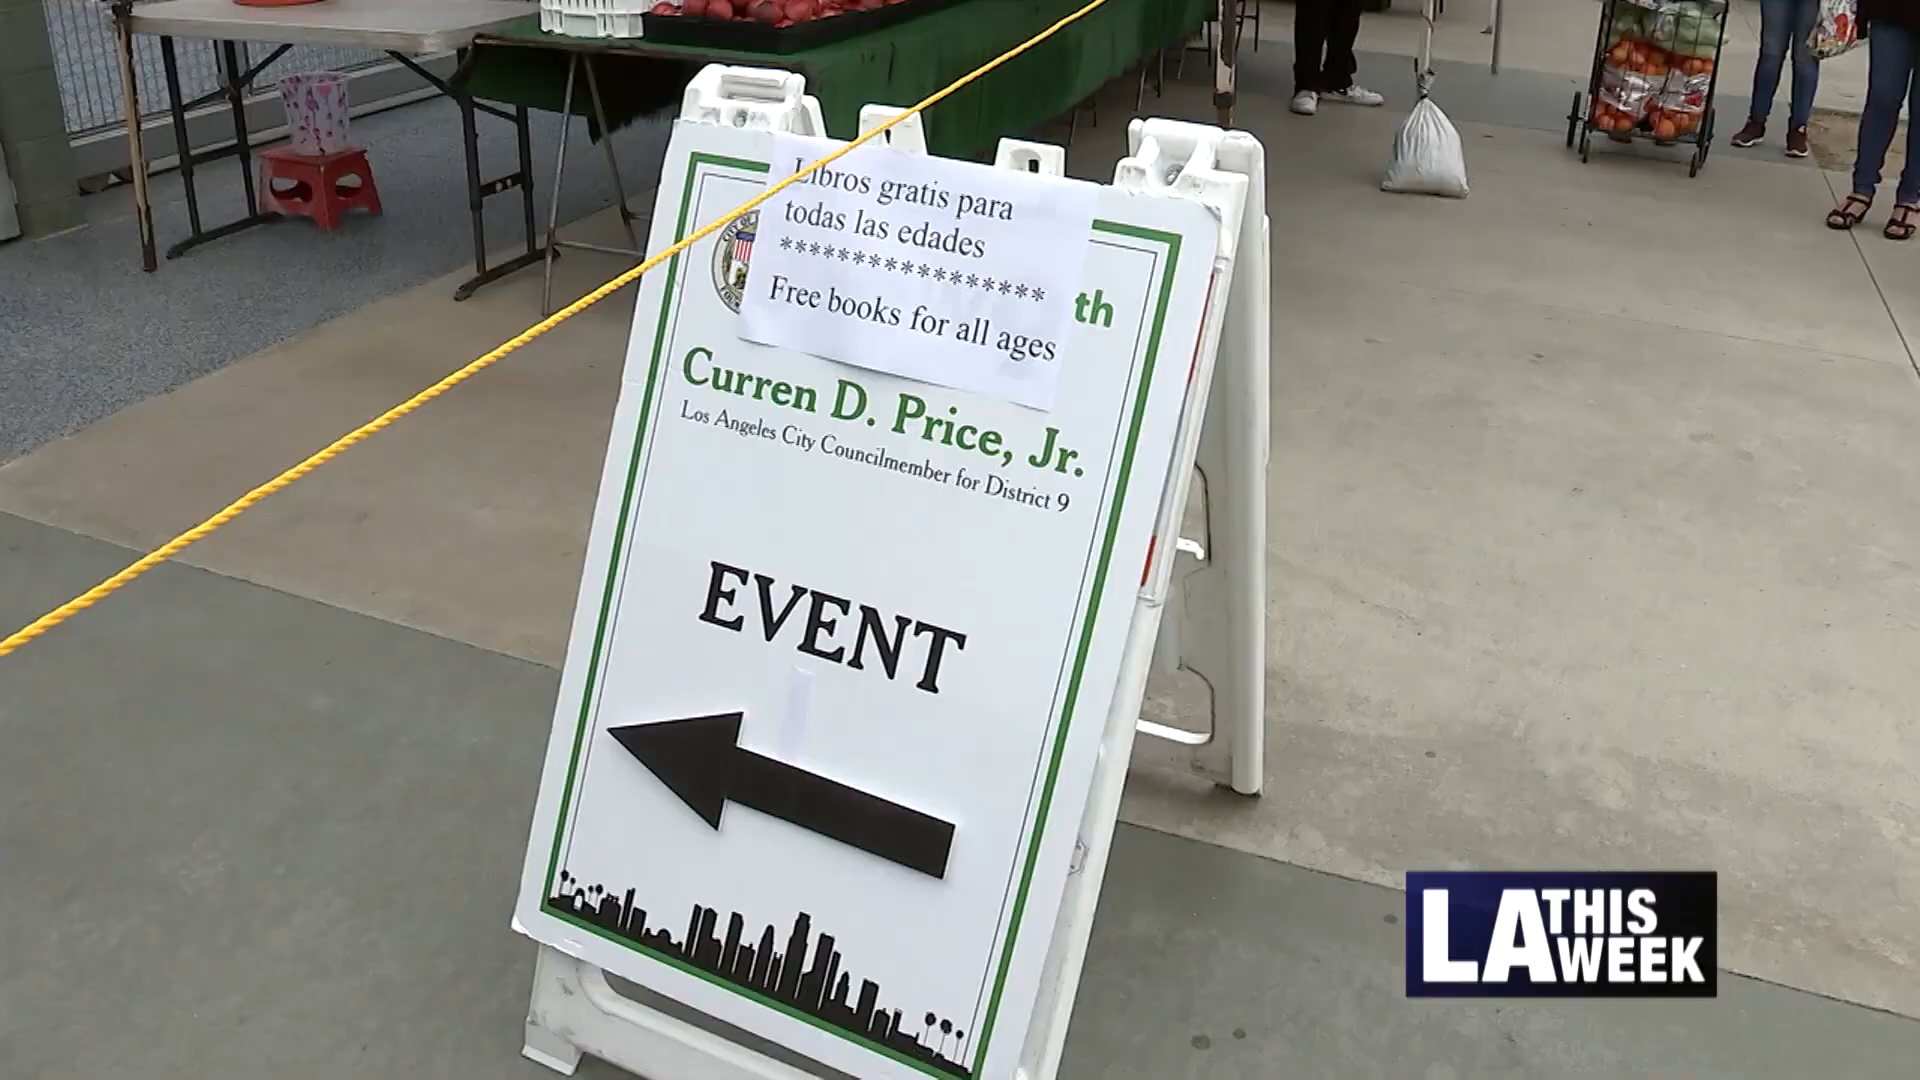 Libros gratis para
todas las edades
******************
Free books for all ages
th
Curren D. Price, Jr.
Los Angeles City Councilmember for District 9
EVENT
LA THIS
WEEK